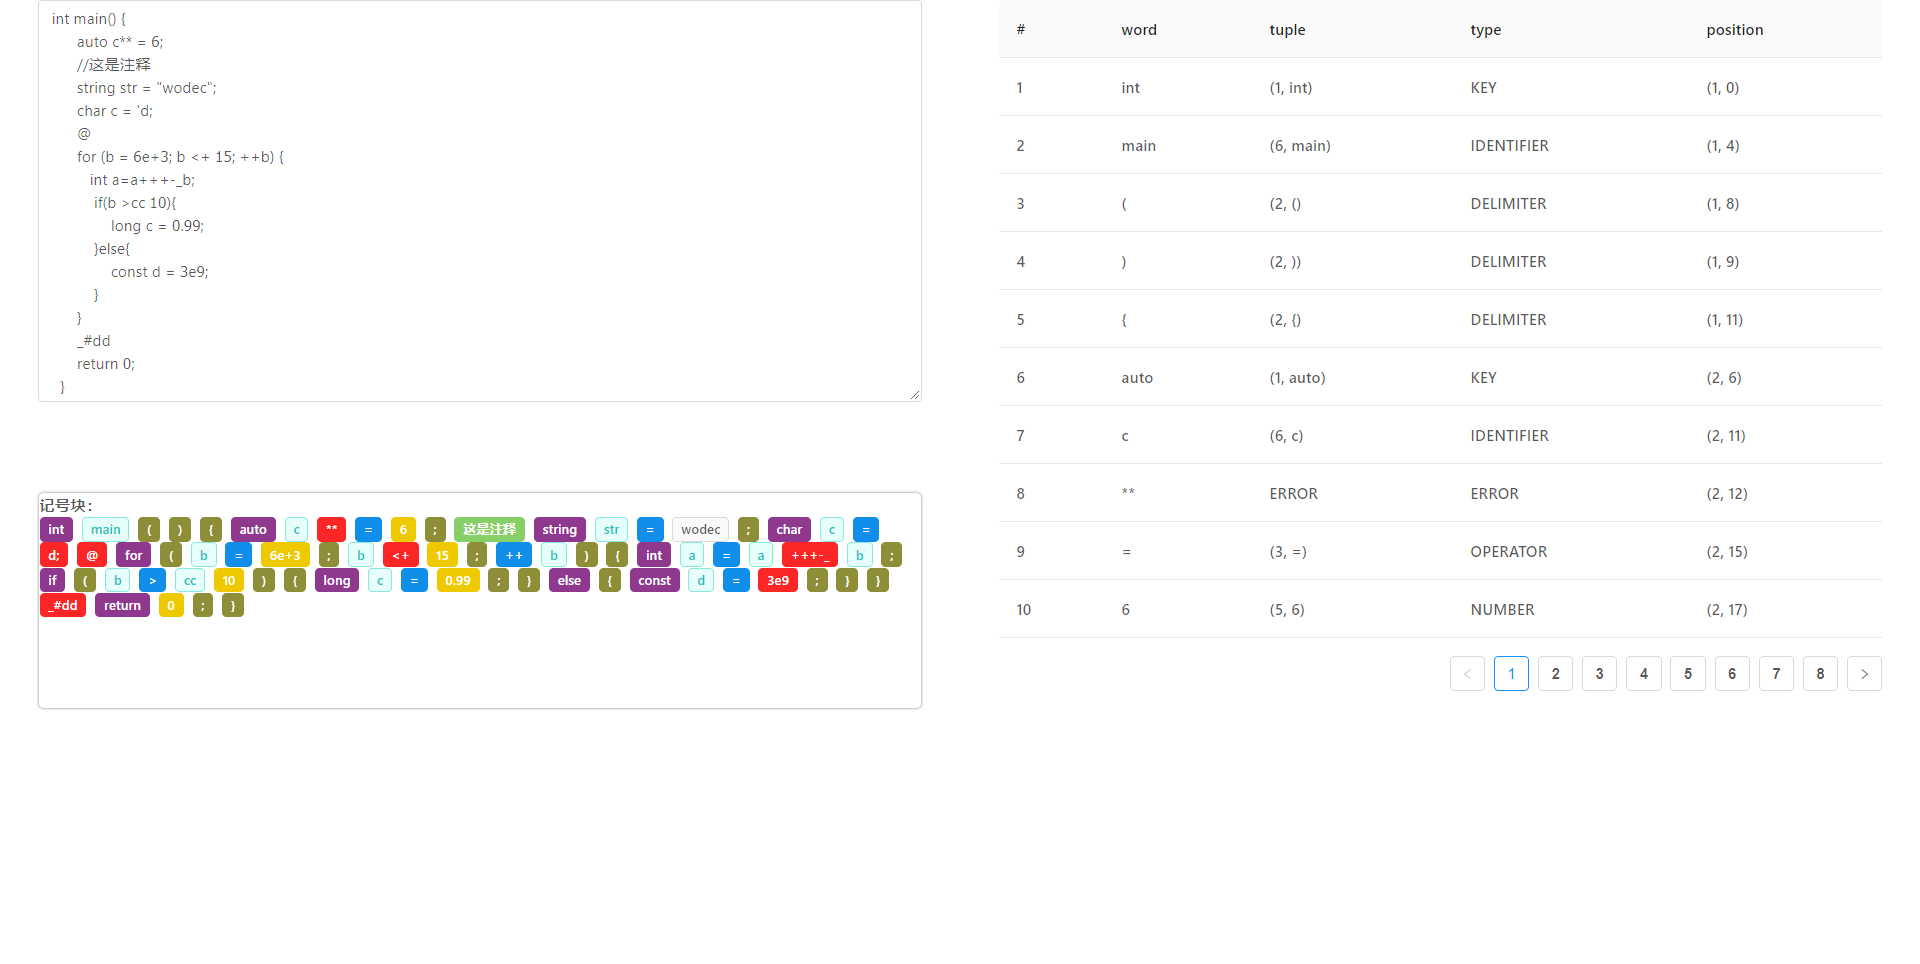 int main() {
auto c** = 6;
//这是注释
string str = "wodec";
char c = 'd;
@
for (b = 6e+3; b <+ 15; ++b) {
int a=a+++-_b;
if(b >cc 10){
long c = 0.99;
}else{
const d = 3e9;
}
}
_#dd
return 0;
}
记号块：
int main ( ) { auto c ** = 6 ; 这是注释 string str = wodec ; char c =
d; @ for ( b = 6e+3 ; b <+ 15 ; ++ b ) { int a = a +++-_ b ;
if ( b > cc 10 ) { long c = 0.99 ; } else { const d = 3e9 ; } }
_#dd return 0 ; }
# word tuple type position
1 int (1, int) KEY (1, 0)
2 main (6, main) IDENTIFIER (1, 4)
3 ( (2, () DELIMITER (1, 8)
4 ) (2, )) DELIMITER (1, 9)
5 { (2, {) DELIMITER (1, 11)
6 auto (1, auto) KEY (2, 6)
7 c (6, c) IDENTIFIER (2, 11)
8 ** ERROR ERROR (2, 12)
9 = (3, =) OPERATOR (2, 15)
10 6 (5, 6) NUMBER (2, 17)
< 1 2 3 4 5 6 7 8 >